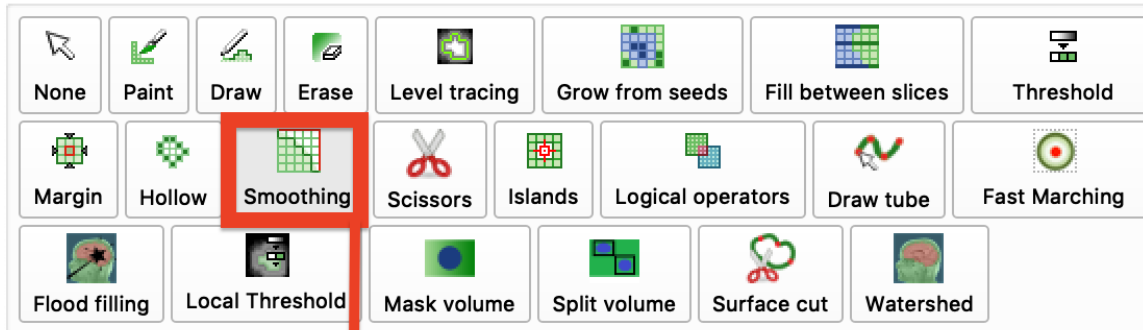 None Paint Draw Erase Level tracing Grow from seeds Fill between slices Threshold
Margin Hollow Smoothing Scissors Islands Logical operators Draw tube Fast Marching
Flood filling Local Threshold Mask volume Split volume Surface cut Watershed